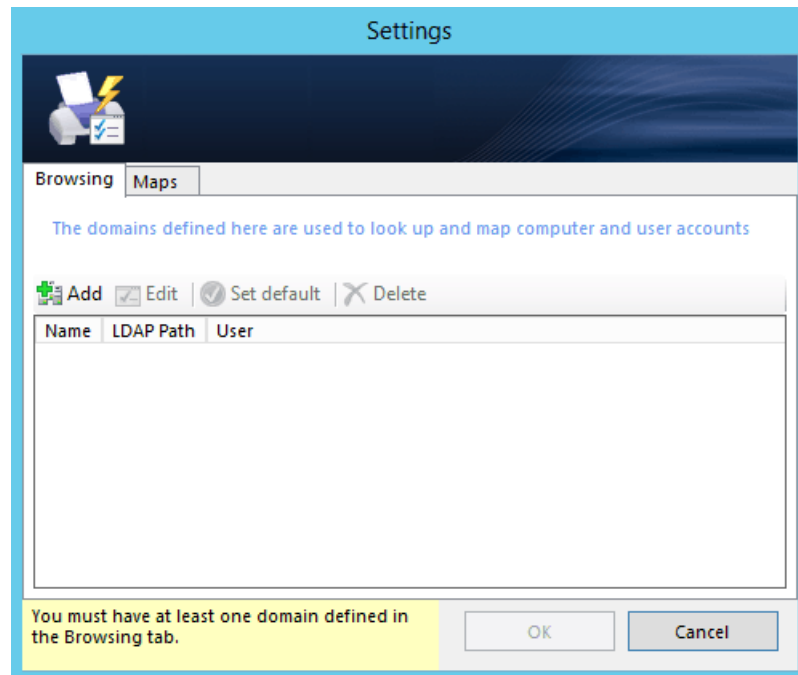 Settings
Browsing Maps
The domains defined here are used to look up and map computer and user accounts
Add Edit Set default Delete
Name LDAP Path User
You must have at least one domain defined in
the Browsing tab.
OK Cancel